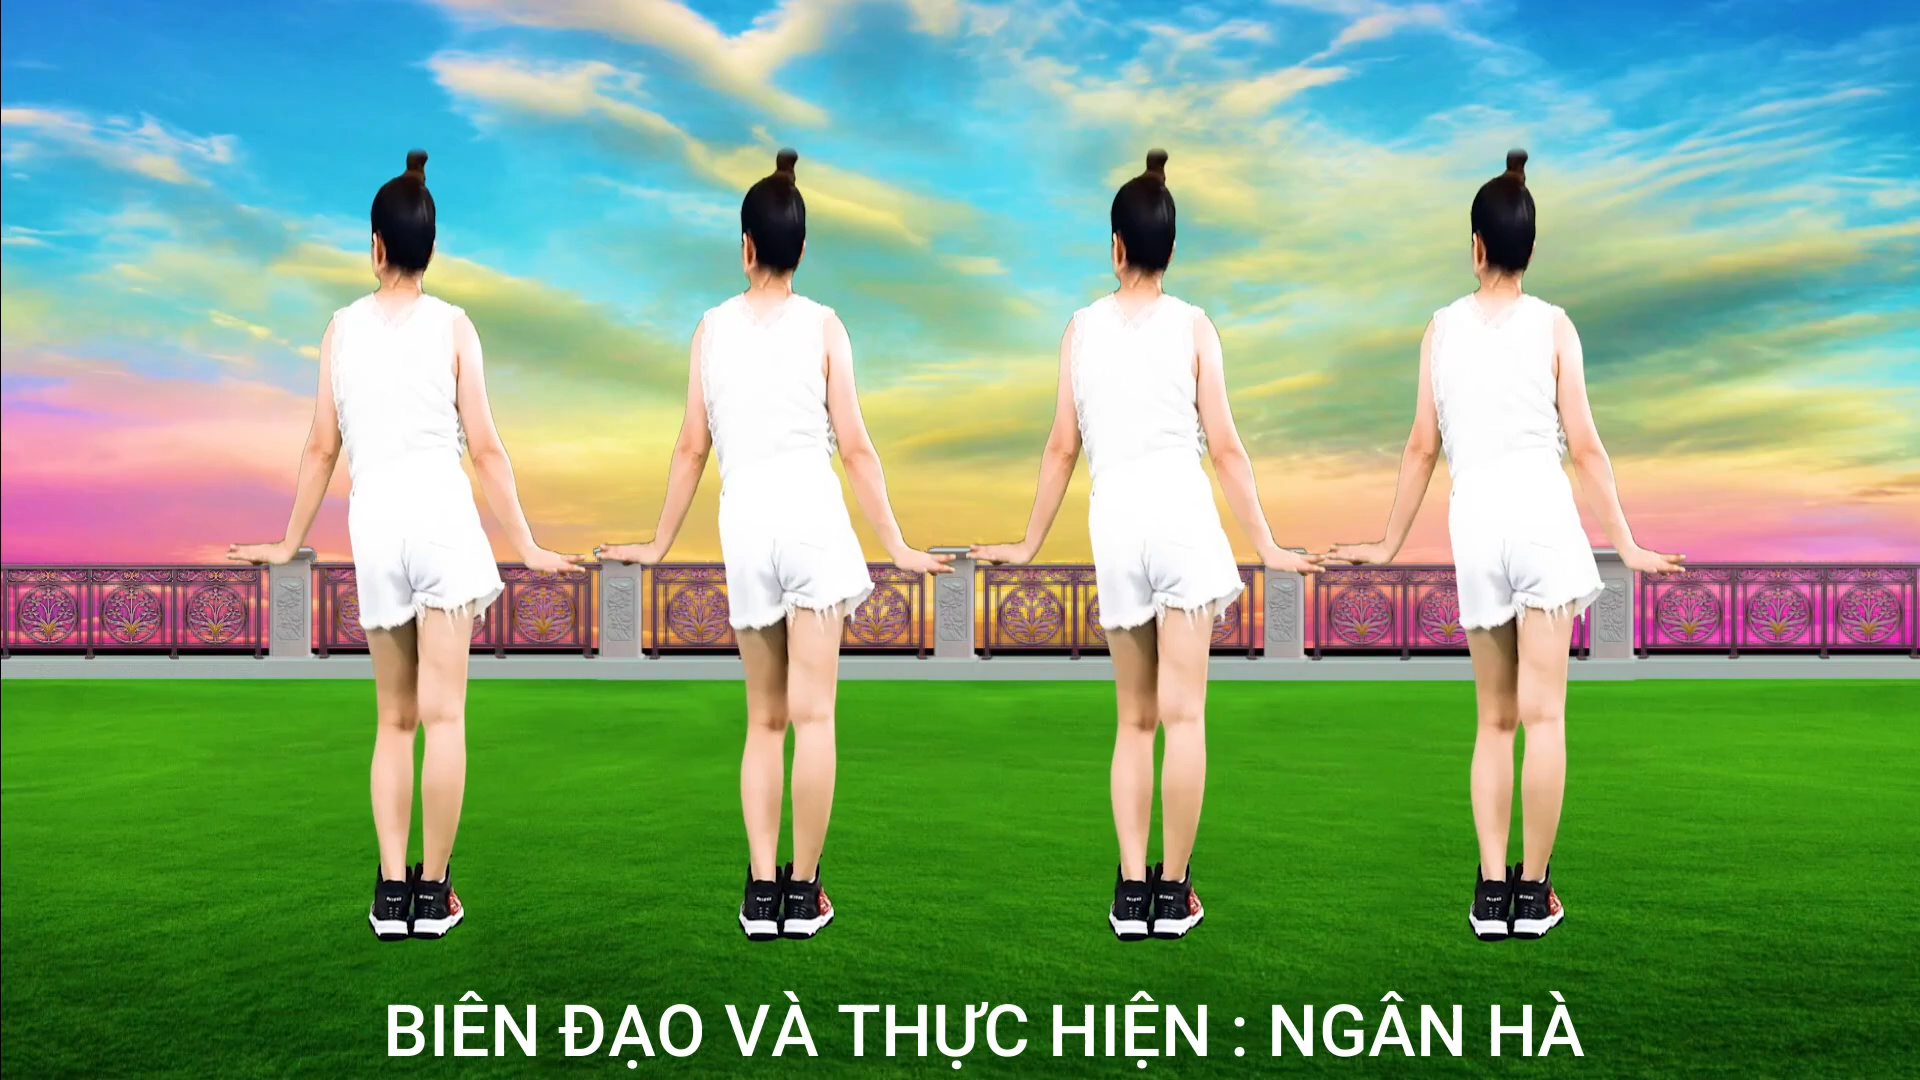 BIÊN ĐẠO VÀ THỰC HIỆN : NGÂN HÀ